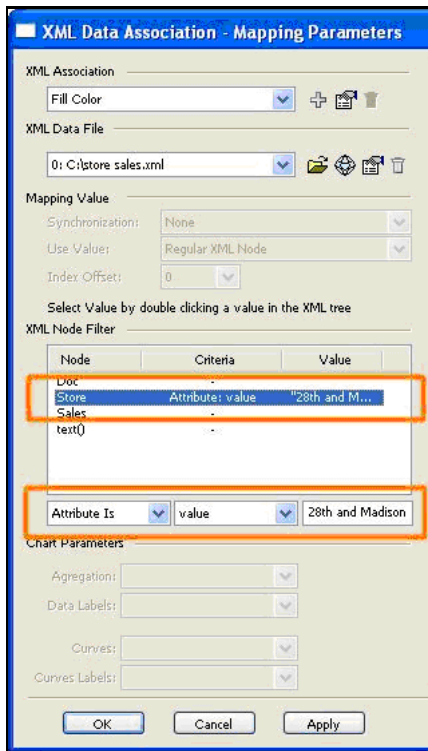 XML Data Association - Mapping Parameters
XML Association
Fill Color
XML Data File
0: C:\store sales.xml
Mapping Value
Synchronization: None
Use Value: Regular XML Node
Index Offset: 0
Select Value by double clicking a value in the XML tree
XML Node Filter
Node Criteria Value
Doc -
Store Attribute: value "28th and M...
Sales -
text() -
Attribute Is value 28th and Madison
Chart Parameters
Agregation:
Data Labels:
Curves:
Curves Labels:
OK Cancel Apply